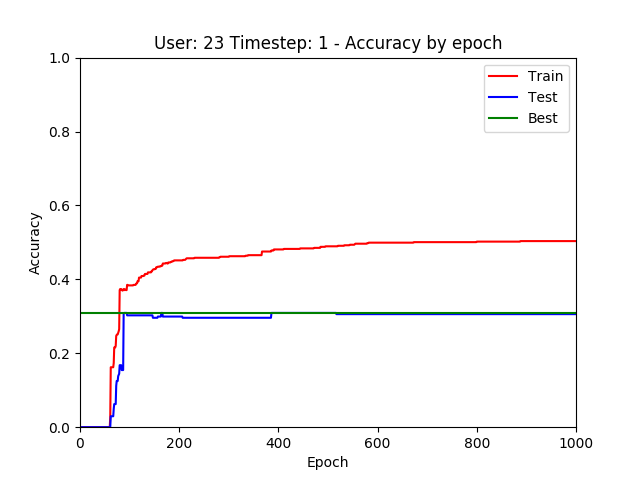 User: 23 Timestep: 1 - Accuracy by epoch
1.0
0.8
0.6
0.4
0.2
0.0
Accuracy
Train
Test
Best
0 200 400 600 800 1000
Epoch